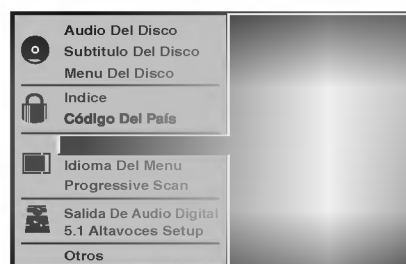 Audio Del Disco
Subtitulo Del Disco
Menu Del Disco
Indice
Código Del País
Idioma Del Menu
Progressive Scan
Salida De Audio Digital
5.1 Altavoces Setup
Otros